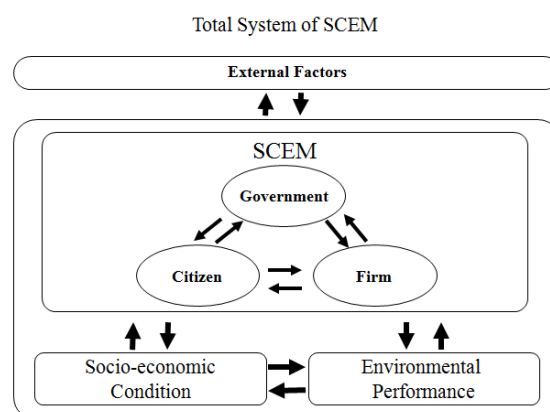 Total System of SCEM
External Factors
SCEM
Government
Citizen
Firm
Socio-economic
Condition
Environmental
Performance